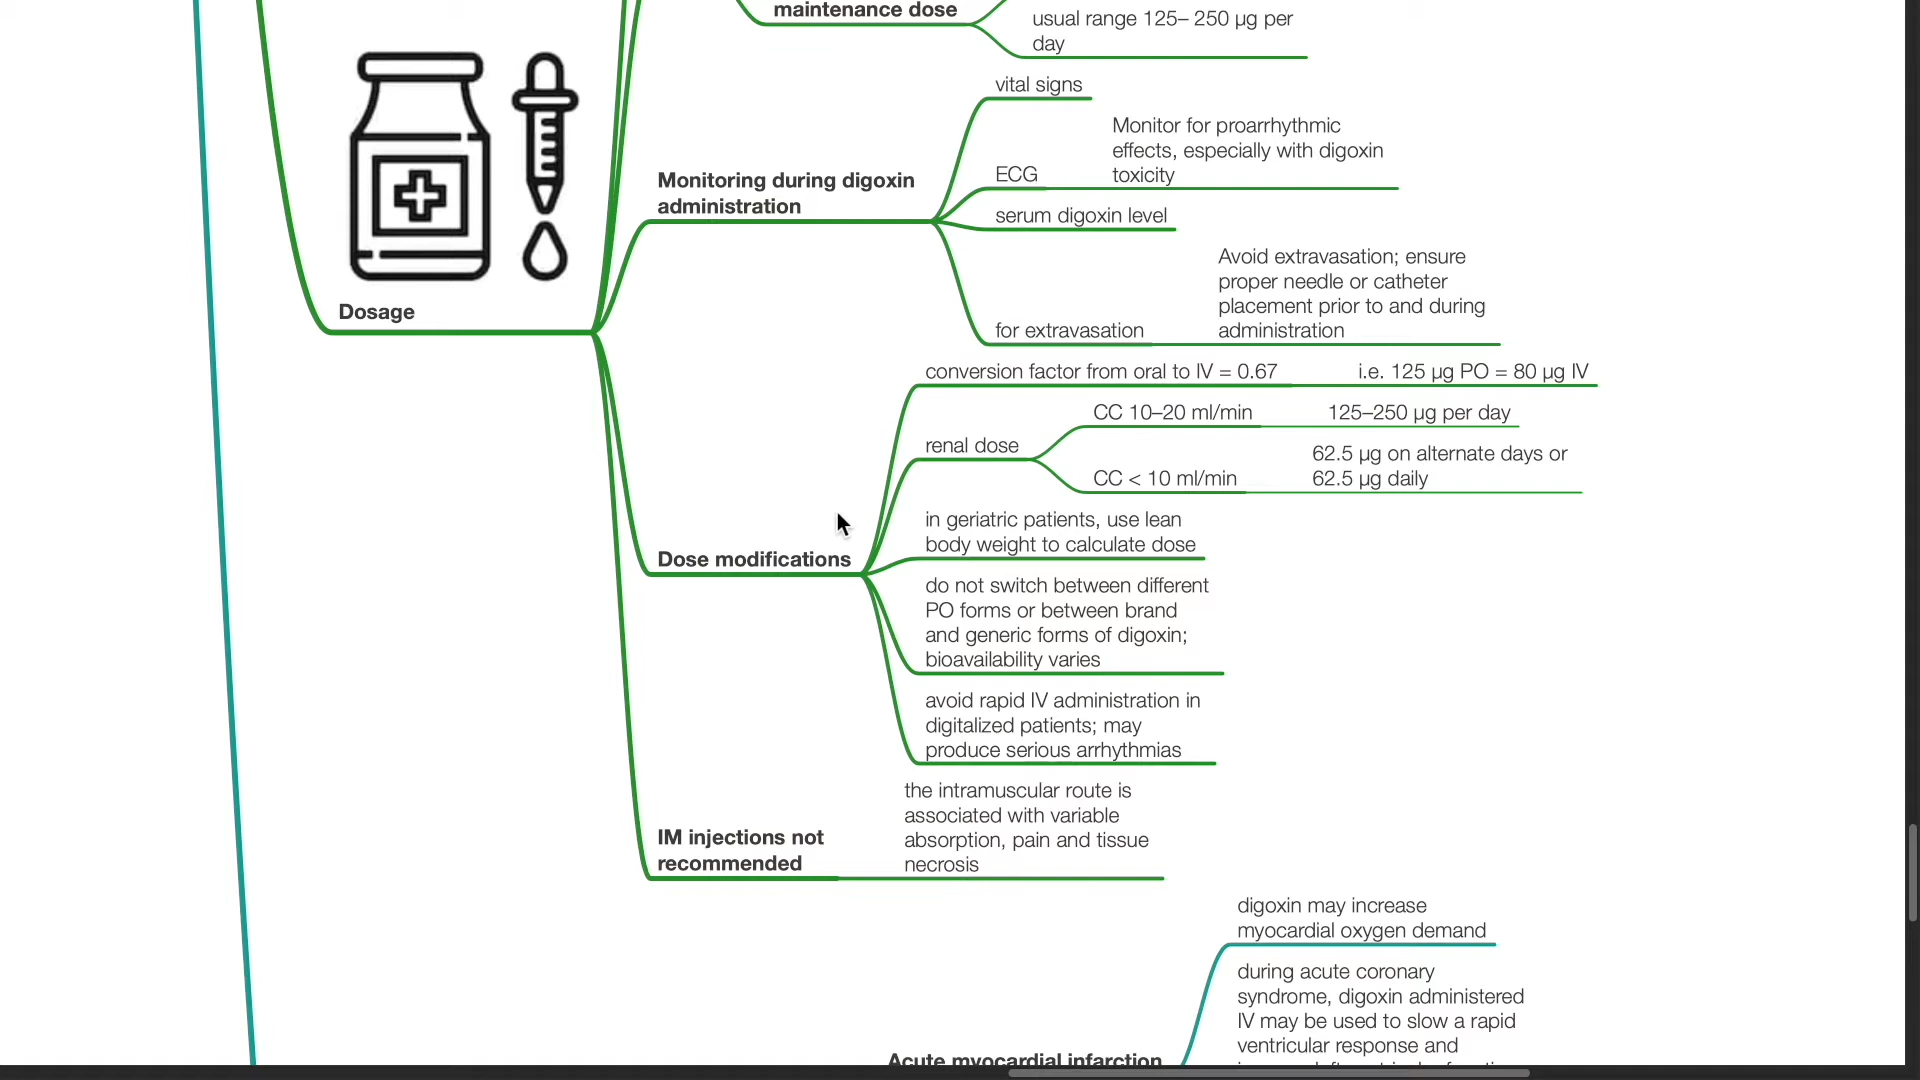 maintenance dose
usual range 125– 250 µg per
day
vital signs
Monitor for proarrhythmic
effects, especially with digoxin
toxicity
ECG
Monitoring during digoxin
administration
serum digoxin level
Avoid extravasation; ensure
proper needle or catheter
placement prior to and during
administration
for extravasation
Dosage
conversion factor from oral to IV = 0.67
i.e. 125 µg PO = 80 µg IV
CC 10–20 ml/min
125–250 µg per day
renal dose
CC < 10 ml/min
62.5 µg on alternate days or
62.5 µg daily
in geriatric patients, use lean
body weight to calculate dose
Dose modifications
do not switch between different
PO forms or between brand
and generic forms of digoxin;
bioavailability varies
avoid rapid IV administration in
digitalized patients; may
produce serious arrhythmias
the intramuscular route is
associated with variable
absorption, pain and tissue
necrosis
IM injections not
recommended
digoxin may increase
myocardial oxygen demand
during acute coronary
syndrome, digoxin administered
IV may be used to slow a rapid
ventricular response and
Acute myocardial infarction